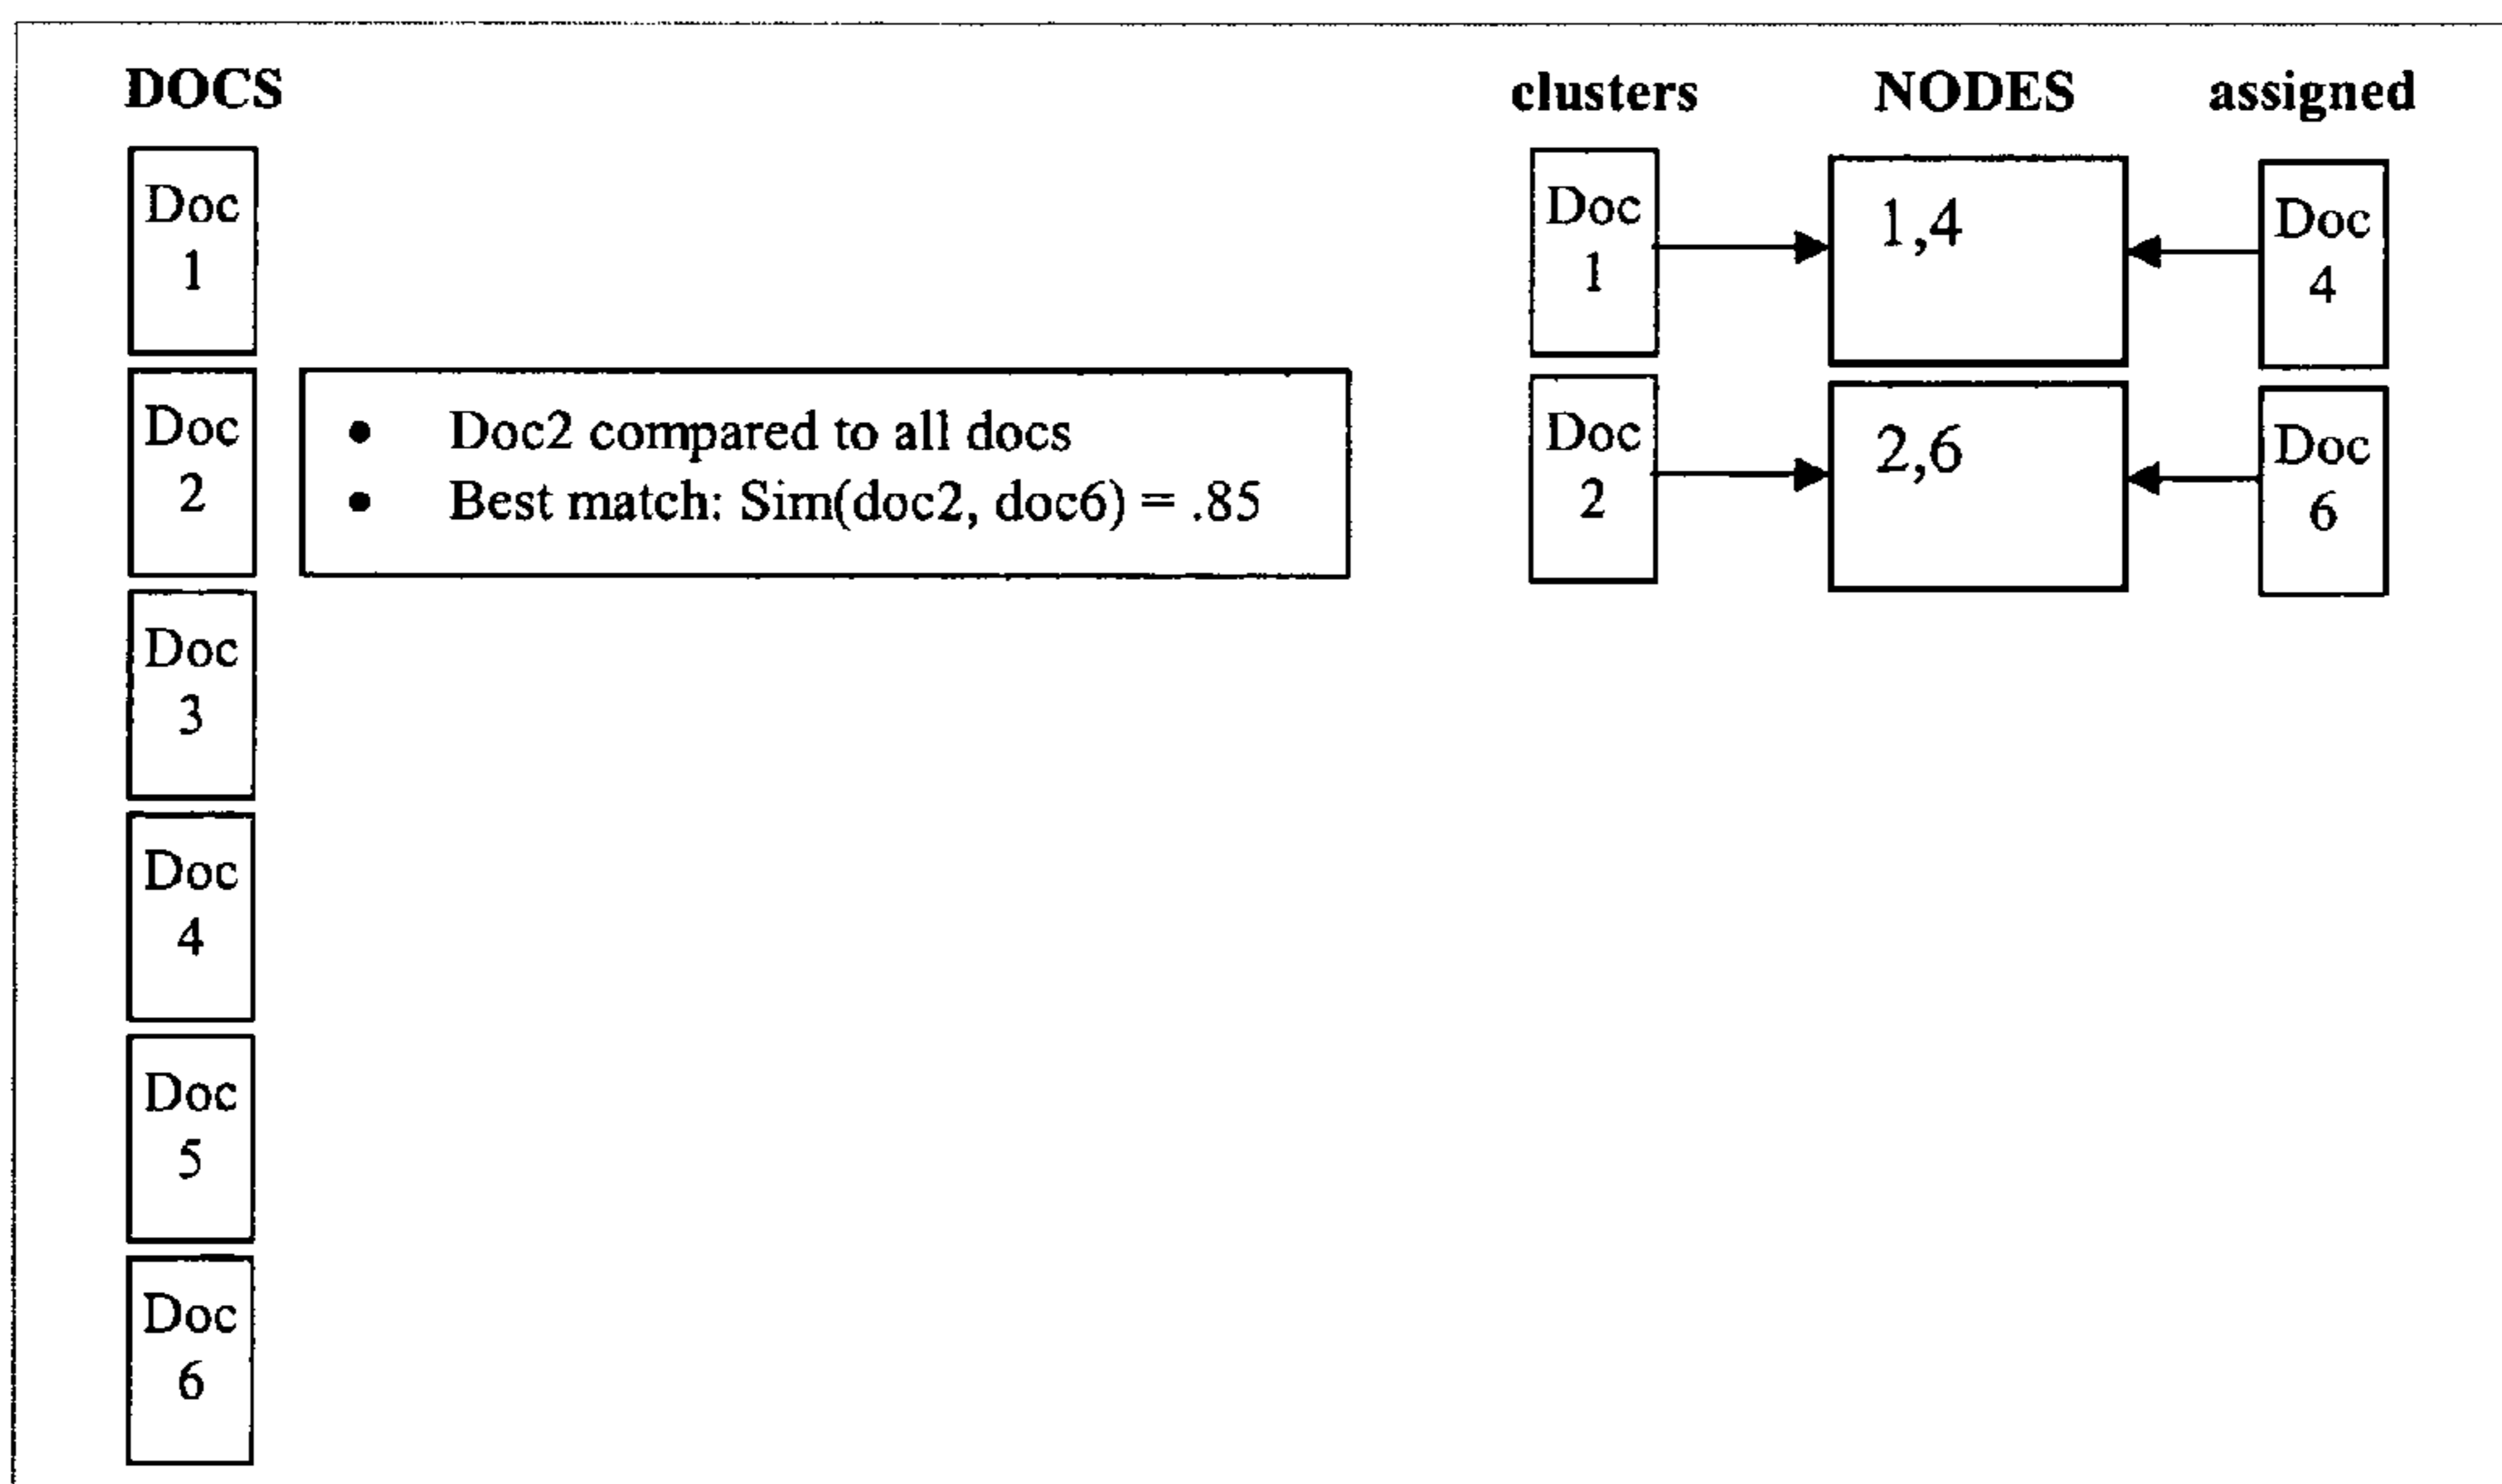 DOCS clusters NODES assigned
Doc
1
Doc
1
1,4
Doc
4
Doc
2
• Doc2 compared to all docs
• Best match: Sim(doc2, doc6) = .85
Doc
2
2,6
Doc
6
Doc
3
Doc
4
Doc
5
Doc
6